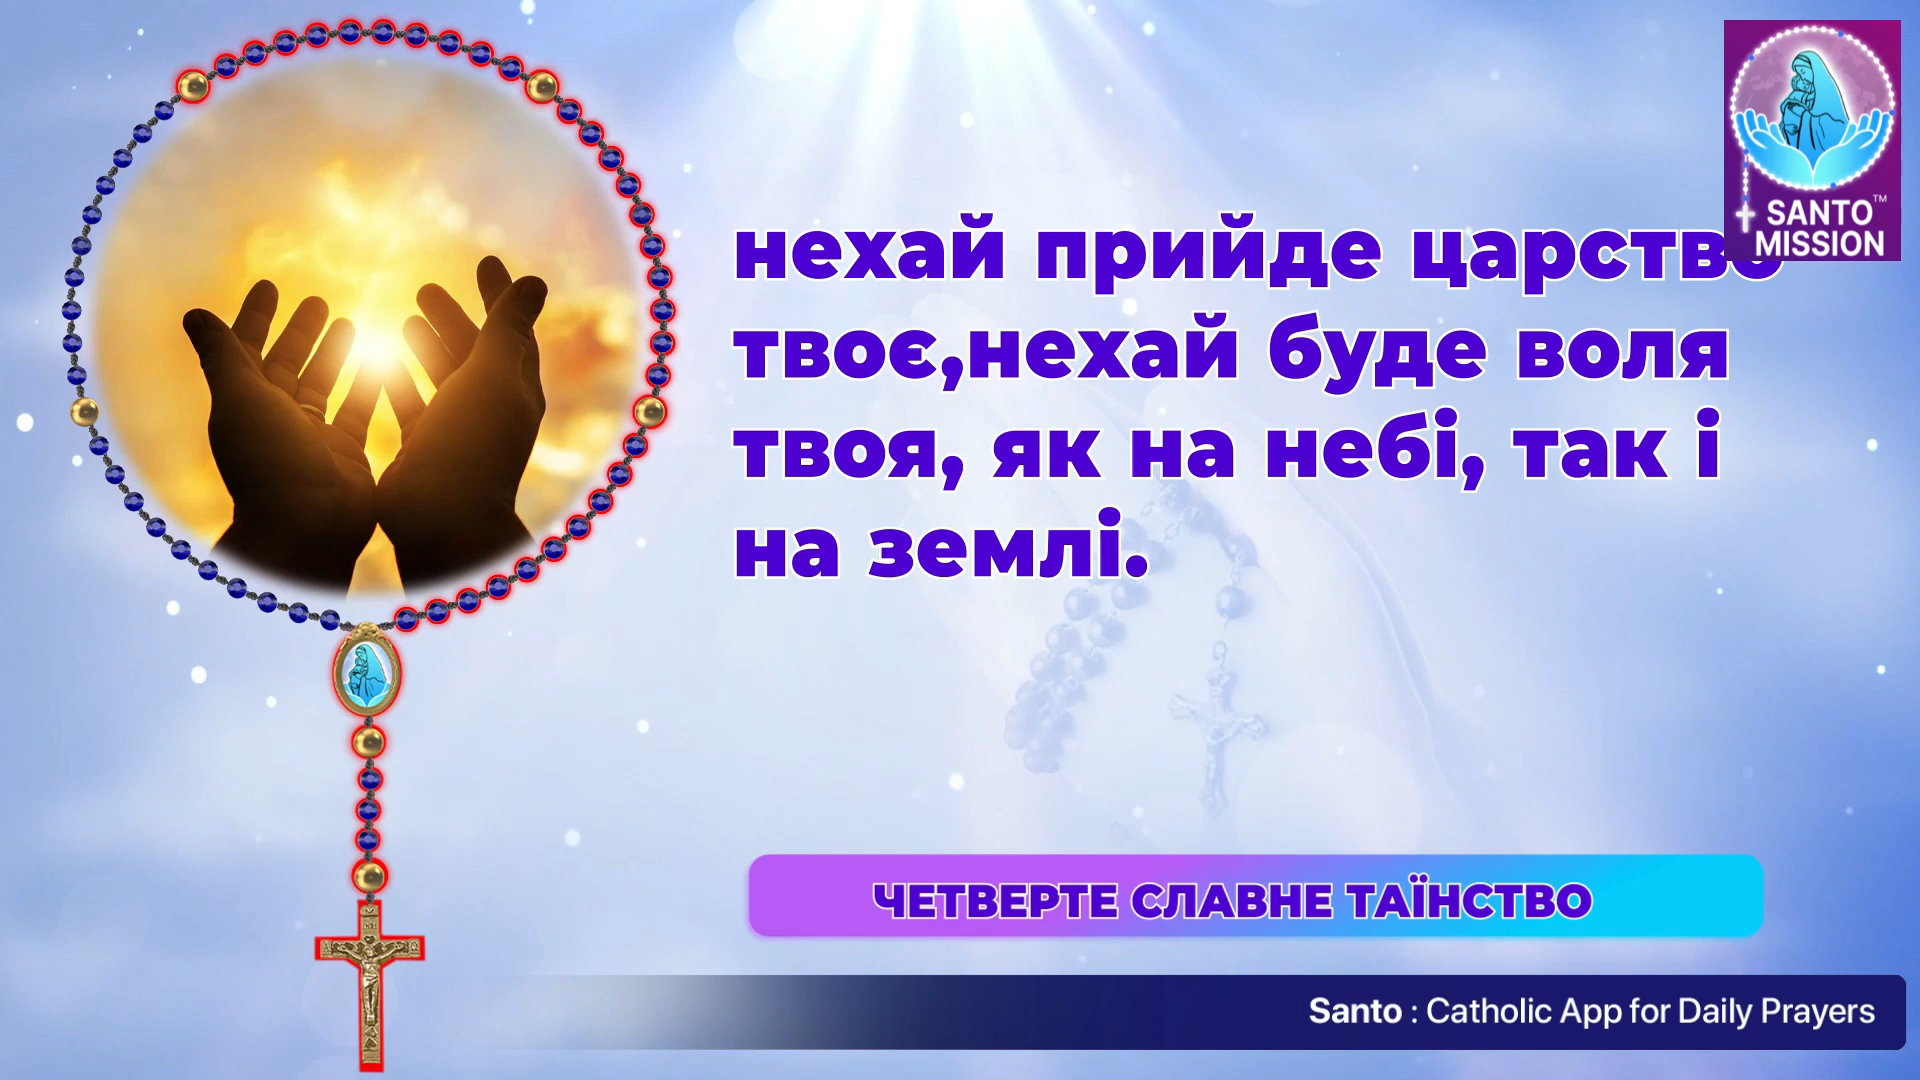 SANTO™
MISSION
нехай прийде царство
твоє,нехай буде воля
твоя, як на небі, так і
на землі.
ЧЕТВЕРТЕ СЛАВНЕ ТАЇНСТВО
Santo : Catholic App for Daily Prayers